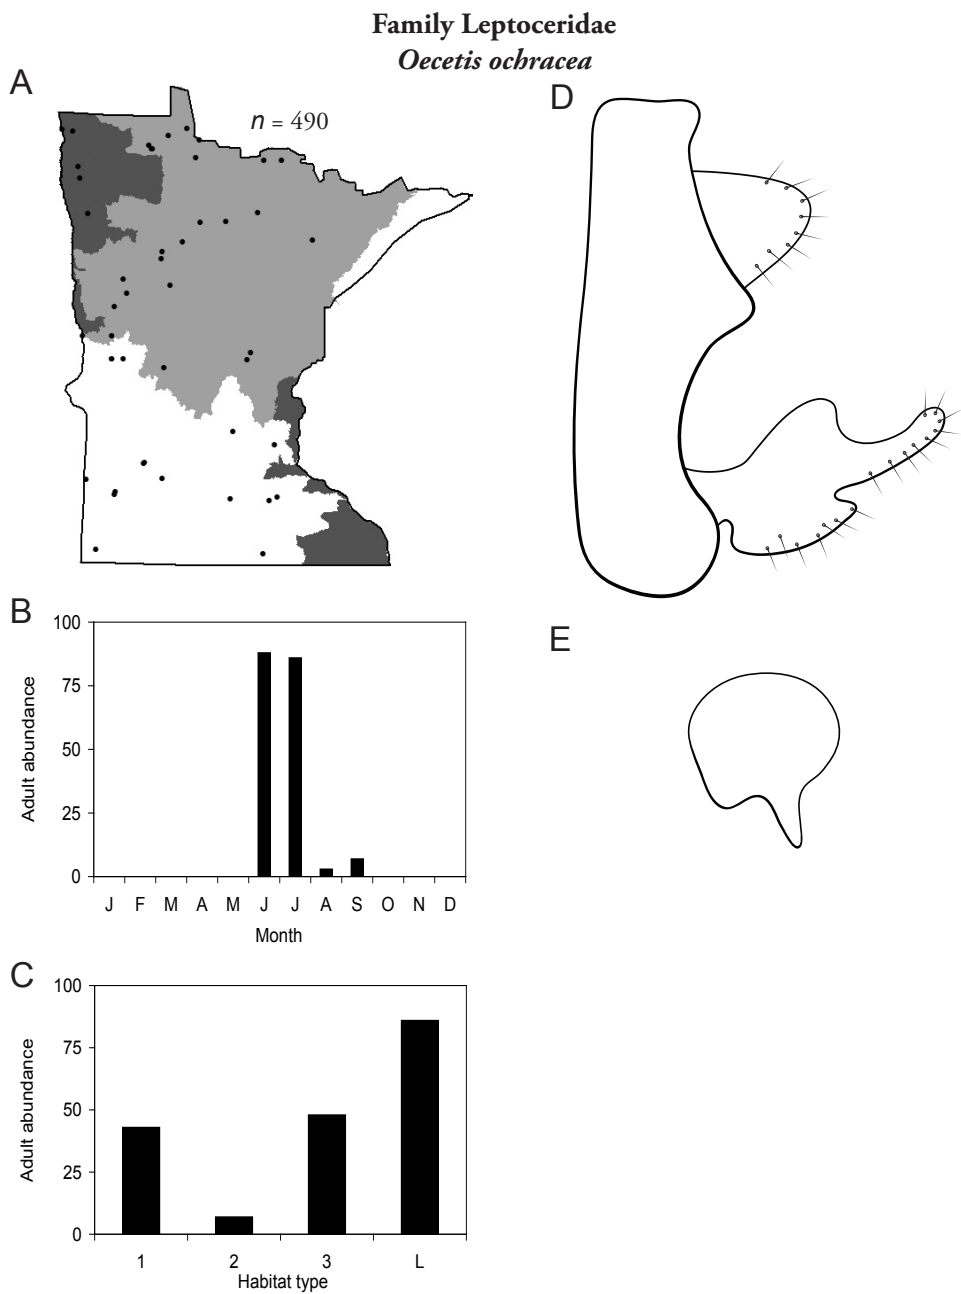 Family Leptoceridae
Oecetis ochracea
A
n = 490
D
B
100
75
50
25
0
Adult abundance
J F M A M J J A S O N D
Month
E
C
100
75
50
25
0
Adult abundance
1 2 3 L
Habitat type